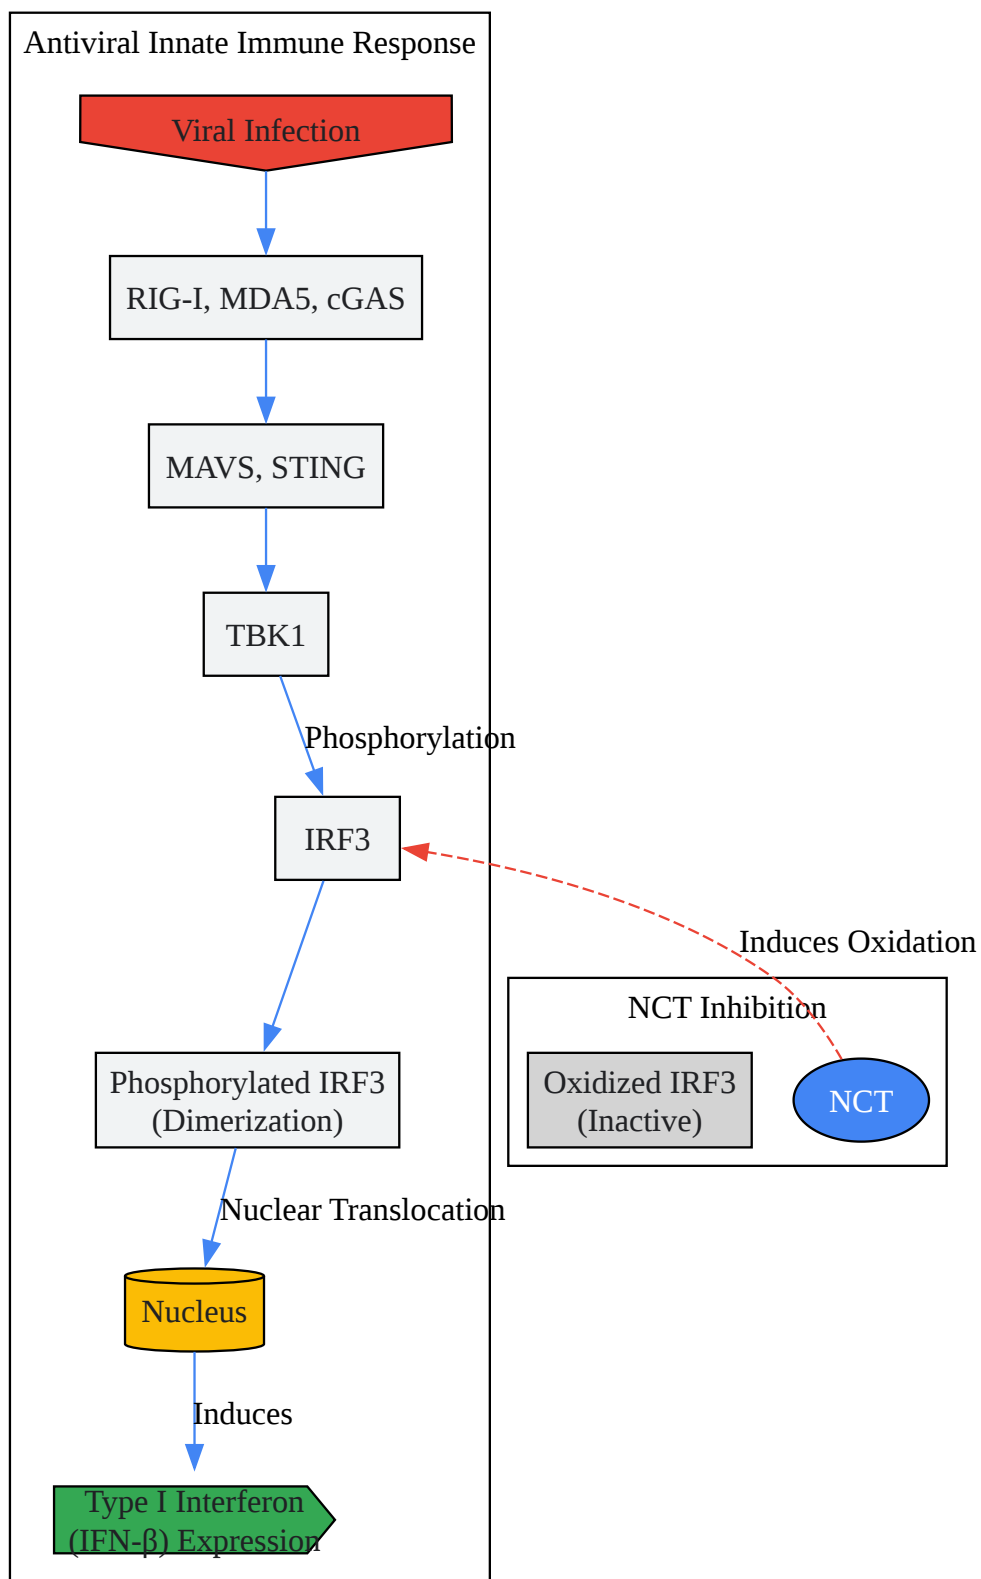 Antiviral Innate Immune Response
Viral Infection
RIG-I, MDA5, cGAS
MAVS, STING
TBK1
Phosphorylation
IRF3
Induces Oxidation
NCT Inhibition
Phosphorylated IRF3
(Dimerization)
Oxidized IRF3
(Inactive)
NCT
Nuclear Translocation
Nucleus
Induces
Type I Interferon
(IFN-β) Expression